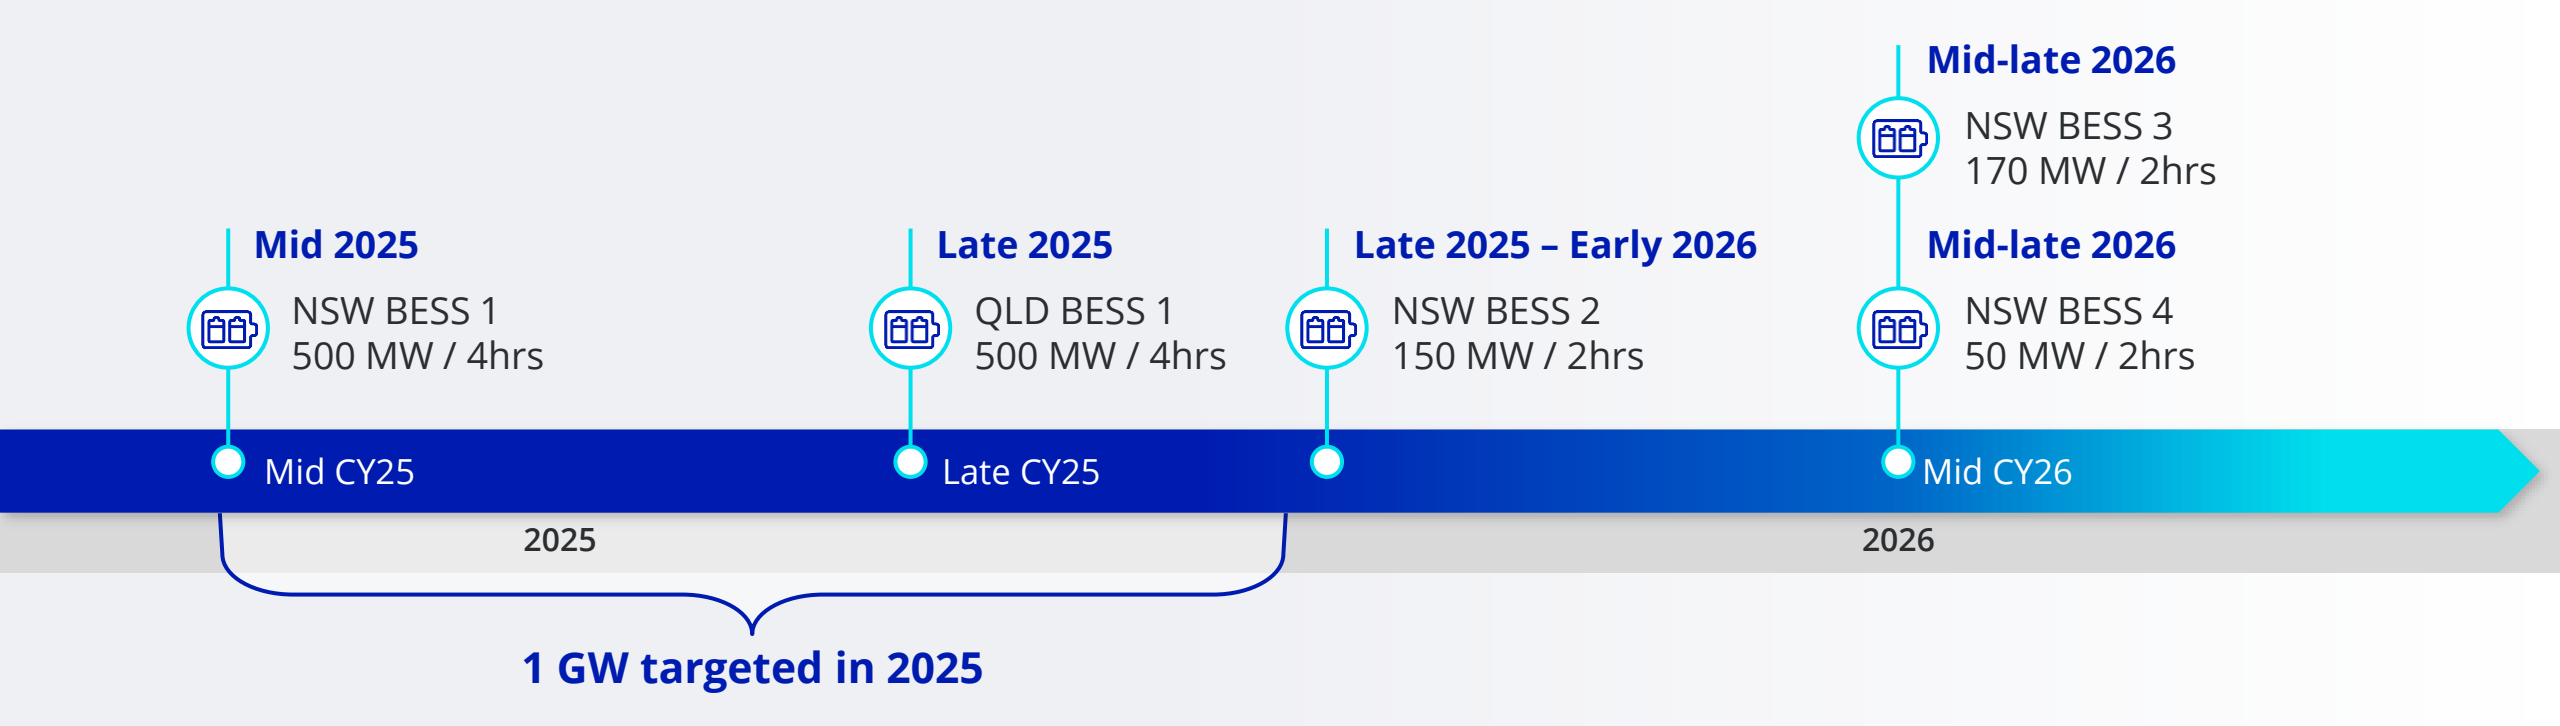 Mid-late 2026
NSW BESS 3
170 MW / 2hrs
Mid 2025
NSW BESS 1
500 MW / 4hrs
Late 2025
QLD BESS 1
500 MW / 4hrs
Late 2025 – Early 2026
NSW BESS 2
150 MW / 2hrs
Mid-late 2026
NSW BESS 4
50 MW / 2hrs
Mid CY25
Late CY25
Mid CY26
2025
2026
1 GW targeted in 2025